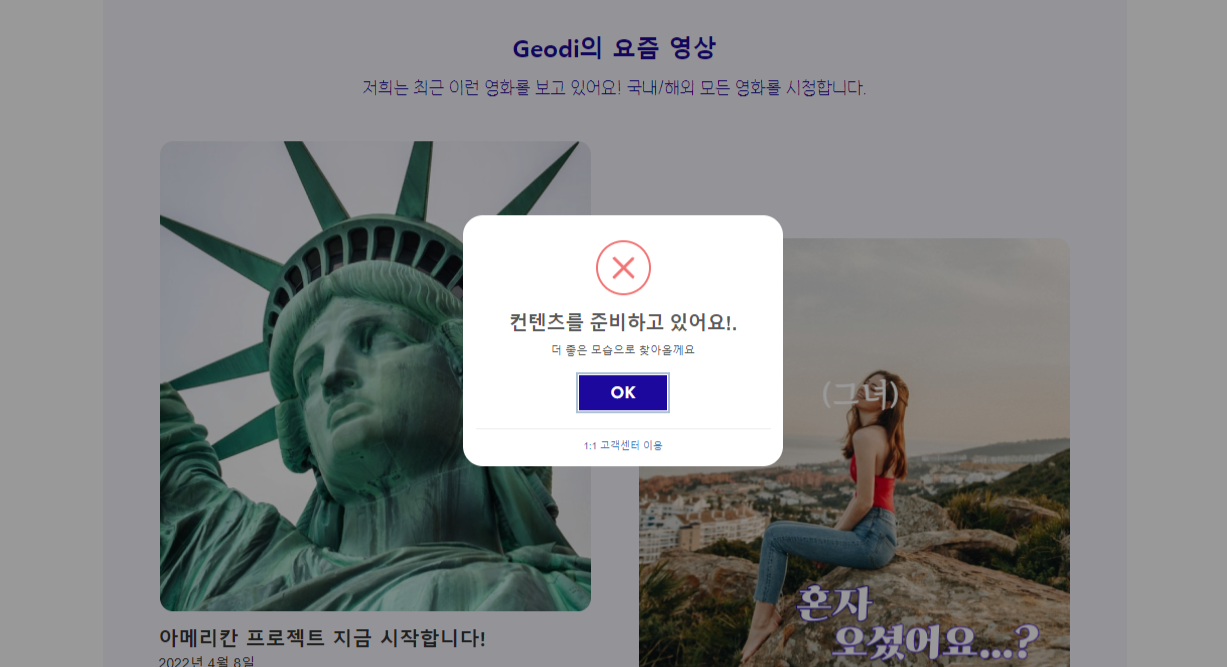 Geodi의 요즘 영상
저희는 최근 이런 영화를 보고 있어요! 국내/해외 모든 영화를 시청합니다.
컨텐츠를 준비하고 있어요!.
더 좋은 모습으로 찾아올께요
OK
1:1 고객센터 이용
(그녀)
혼자
오셨어요...?
아메리칸 프로젝트 지금 시작합니다!
2022년 4월 8일